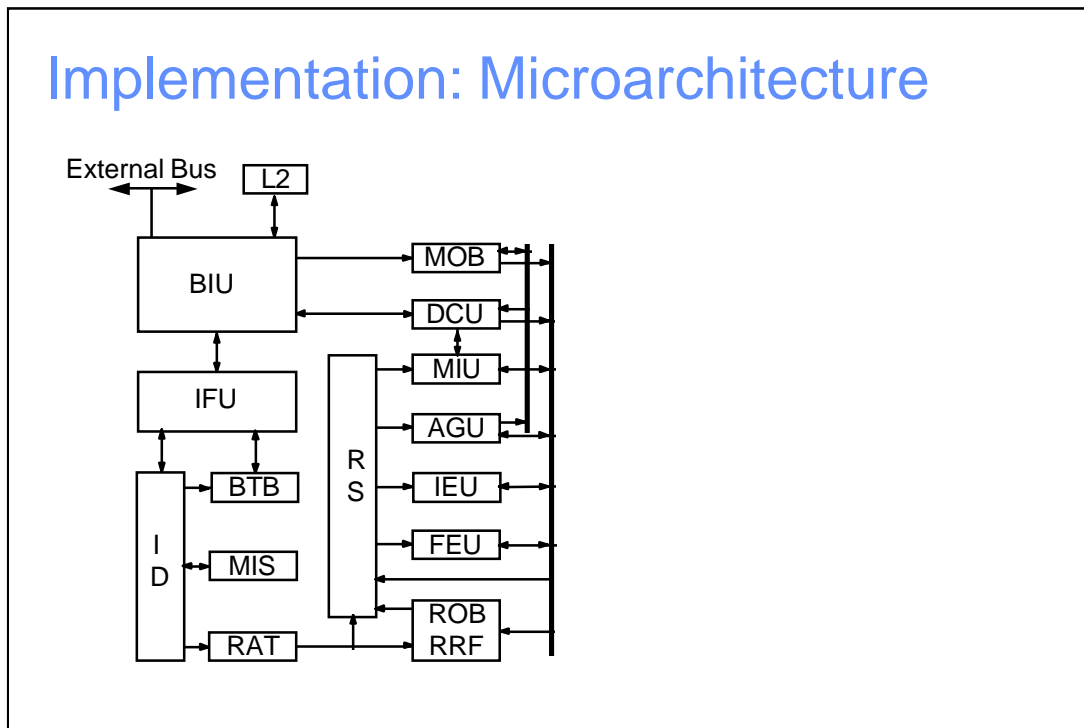 Implementation: Microarchitecture
External Bus
L2
BIU
MOB
DCU
MIU
IFU
AGU
R
S
BTB
IEU
I
D
FEU
MIS
ROB
RRF
RAT